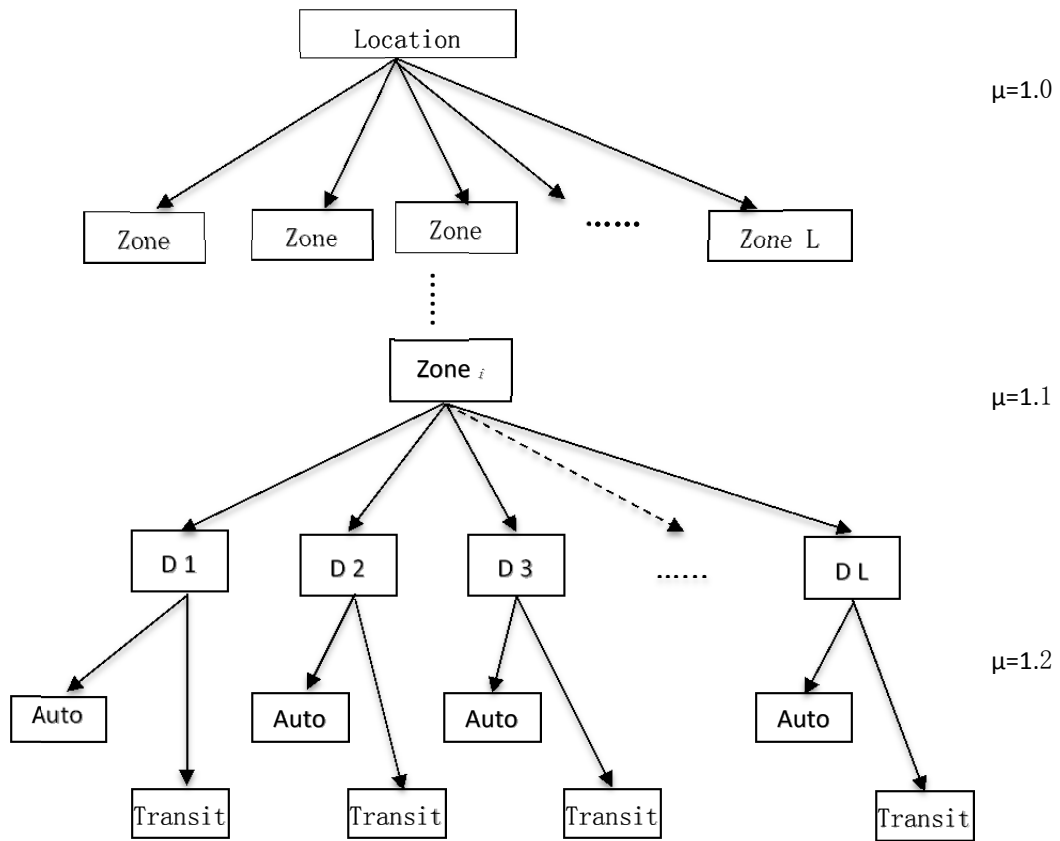 Location
μ=1.0
Zone
Zone
Zone
......
Zone L
Zone i
μ=1.1
D 1
D 2
D 3
......
D L
μ=1.2
Auto
Auto
Auto
Auto
Transit
Transit
Transit
Transit